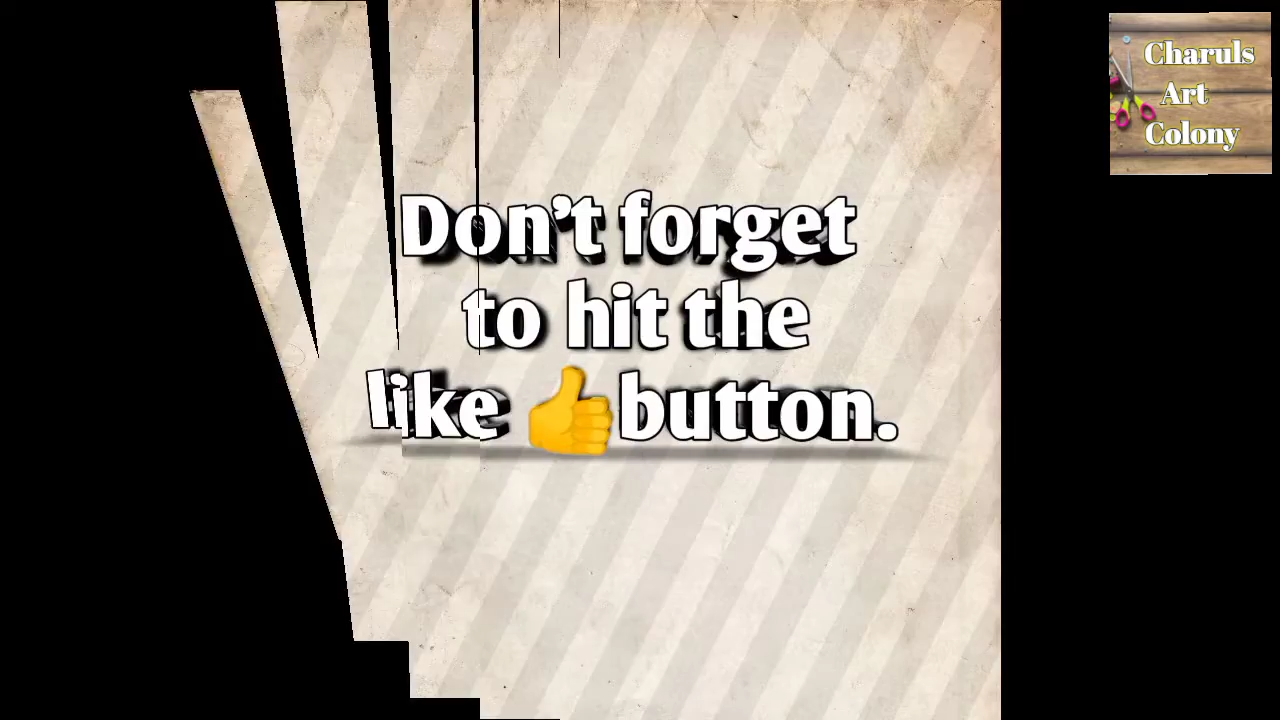 Don't forget
to hit the
like 👍 button.
Charuls
Art
Colony